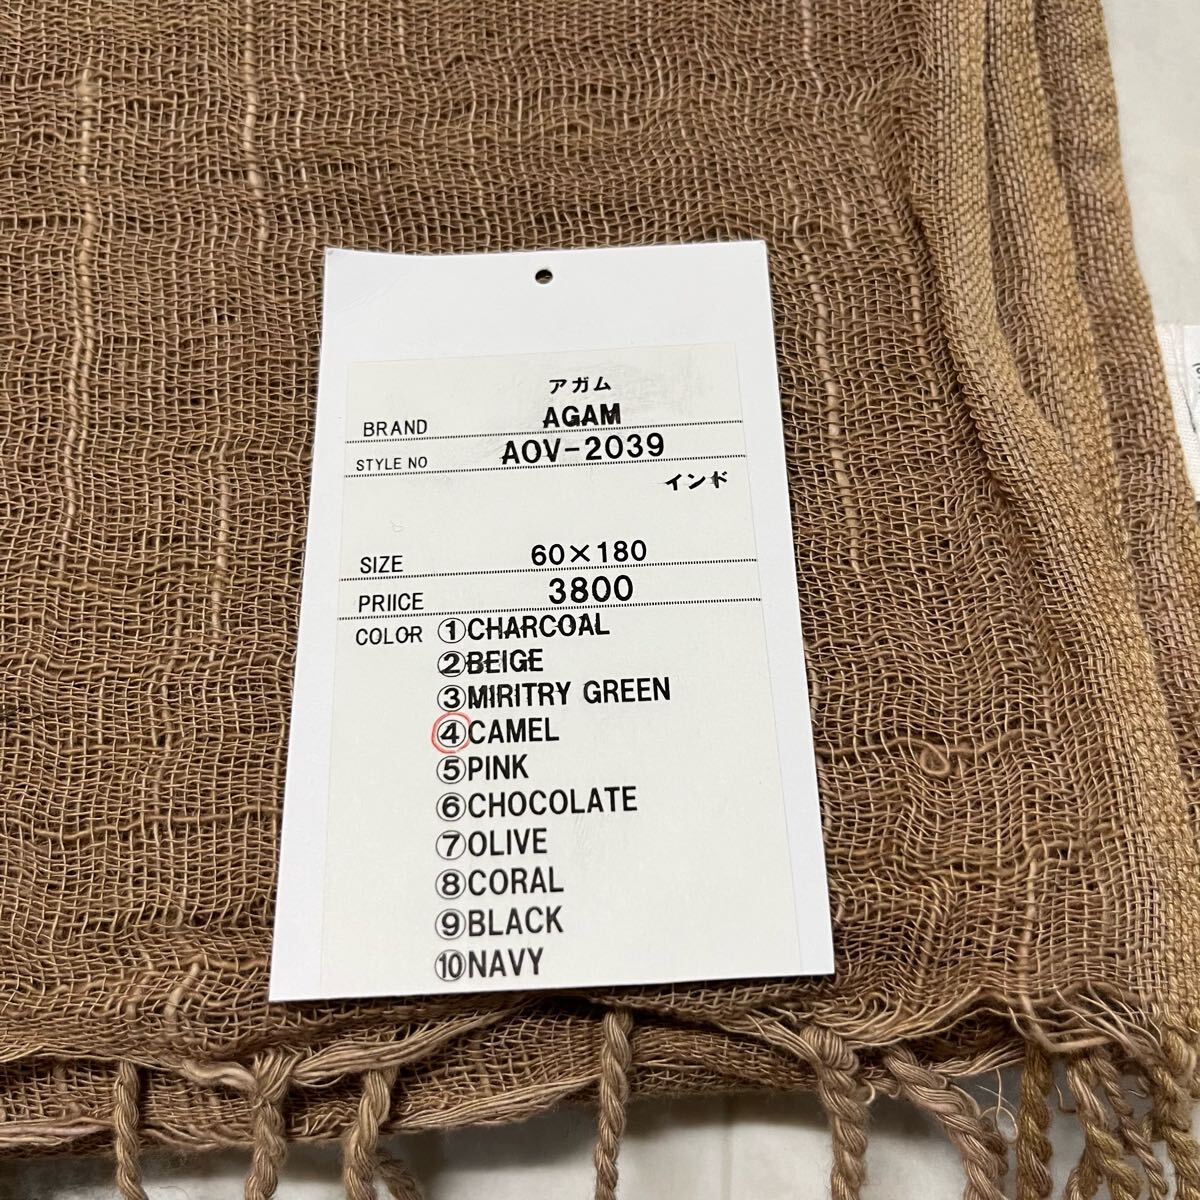 アガム
BRAND AGAM
STYLE NO AOV-2039
インド
SIZE 60×180
PRIICE 3800
COLOR ①CHARCOAL
②BEIGE
③MIRITRY GREEN
④CAMEL
⑤PINK
⑥CHOCOLATE
⑦OLIVE
⑧CORAL
⑨BLACK
⑩NAVY